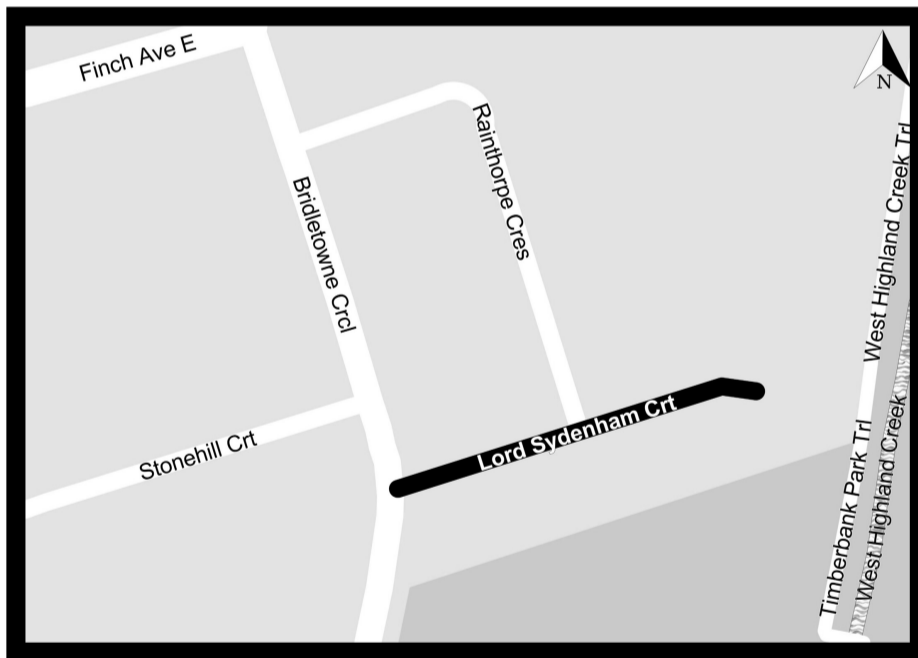 Finch Ave E
N
Rainthorpe Cres
Bridletowne Crcl
West Highland Creek Trl
Lord Sydenham Crt
Stonehill Crt
Timberbank Park Trl
West Highland Creek